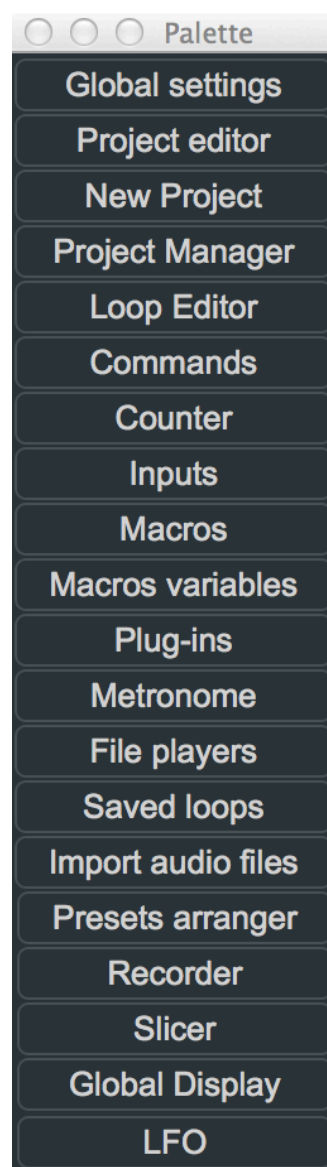 Palette
Global settings
Project editor
New Project
Project Manager
Loop Editor
Commands
Counter
Inputs
Macros
Macros variables
Plug-ins
Metronome
File players
Saved loops
Import audio files
Presets arranger
Recorder
Slicer
Global Display
LFO